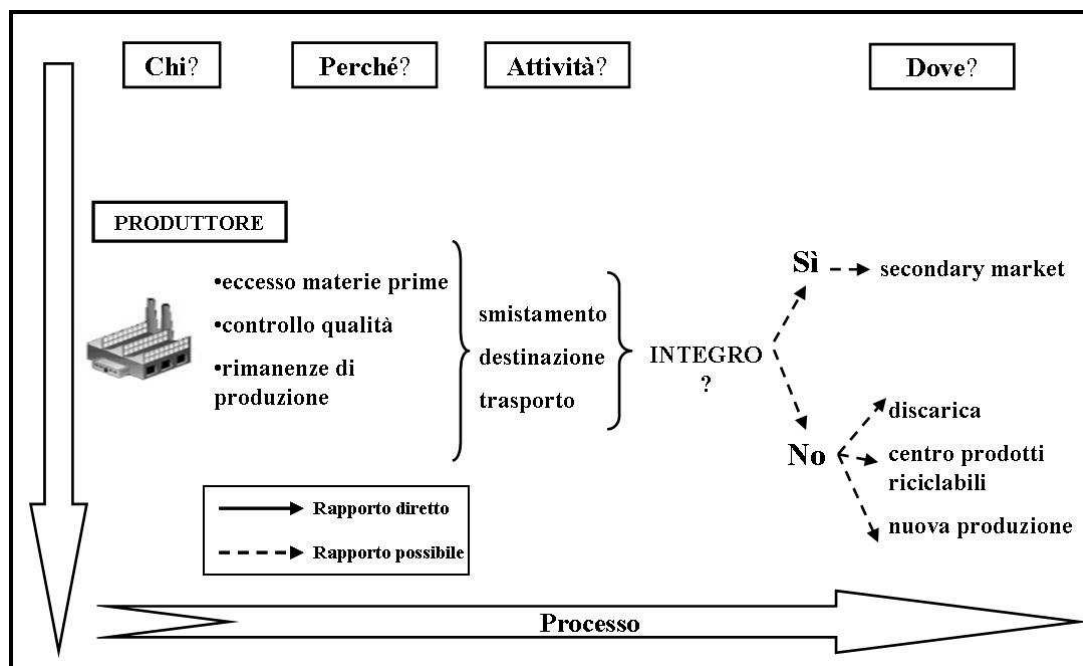 Chi?
Perché?
Attività?
Dove?
PRODUTTORE
•eccesso materie prime
•controllo qualità
•rimanenze di
produzione
smistamento
destinazione
trasporto
INTEGRO
?
Sì
secondary market
No
discarica
centro prodotti
riciclabili
nuova produzione
Rapporto diretto
Rapporto possibile
Processo